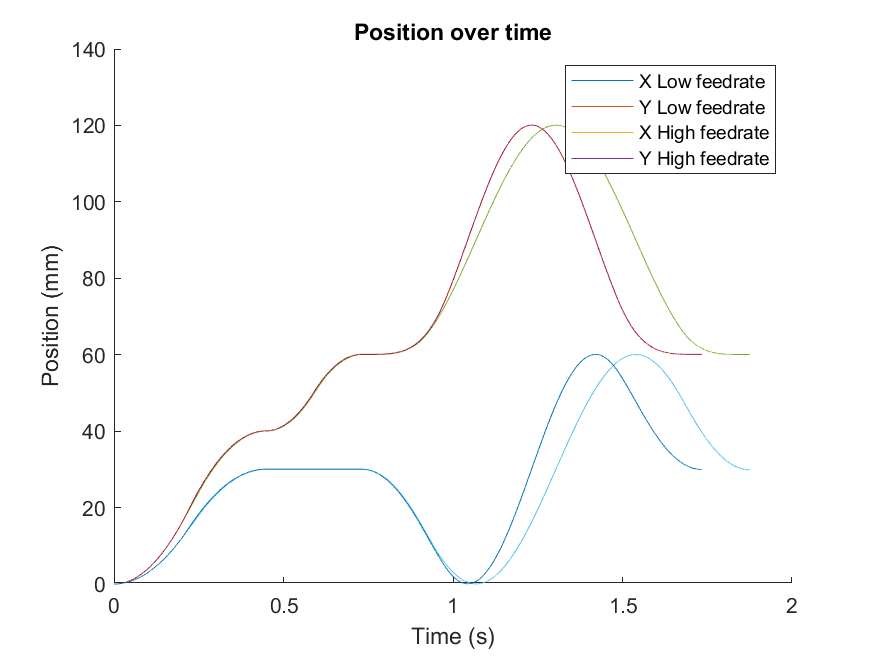 Position over time
140
120
100
80
60
40
20
0
Position (mm)
X Low feedrate
Y Low feedrate
X High feedrate
Y High feedrate
0 0.5 1 1.5 2
Time (s)